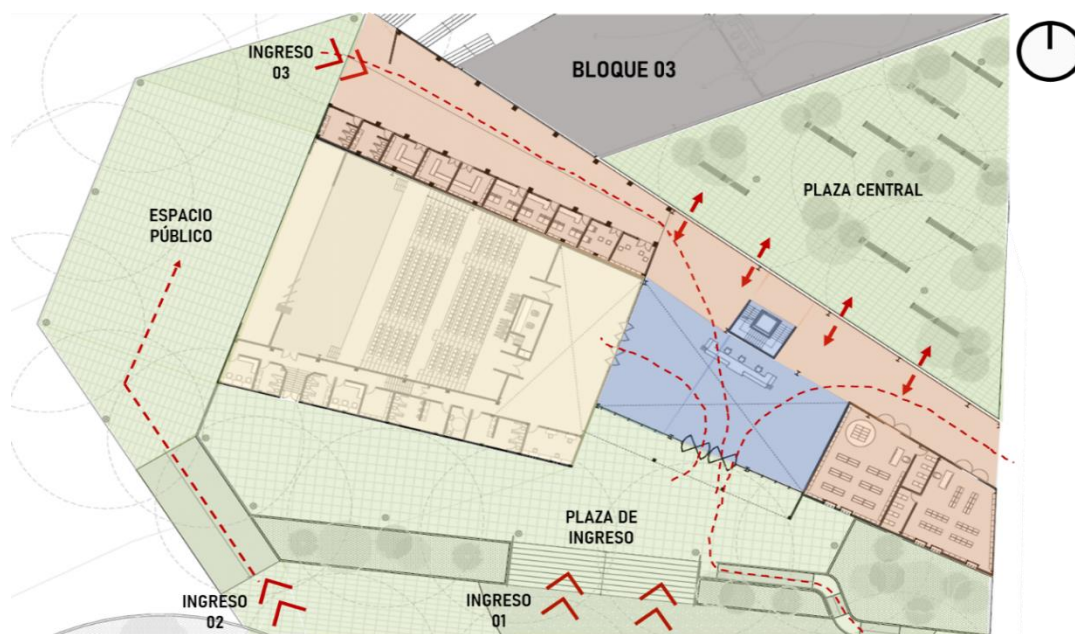 INGRESO
03
BLOQUE 03
PLAZA CENTRAL
ESPACIO
PÚBLICO
PLAZA DE
INGRESO
INGRESO
02
INGRESO
01